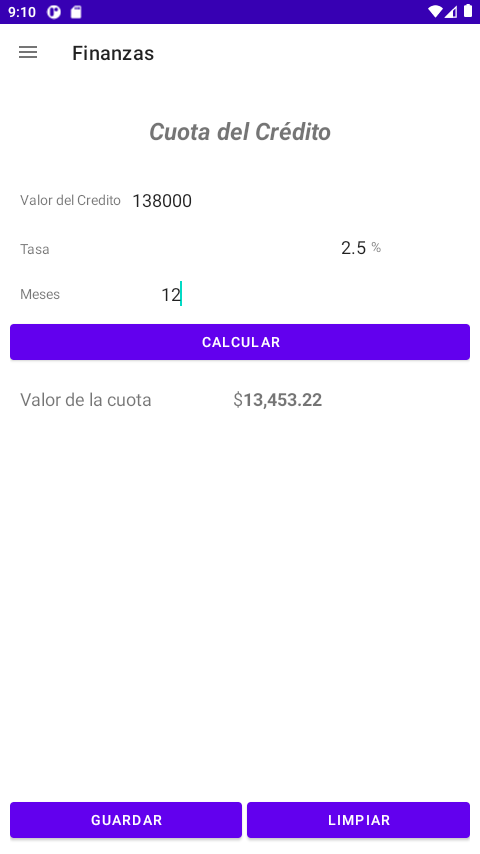 9:10
Finanzas
Cuota del Crédito
Valor del Credito 138000
Tasa 2.5 %
Meses 12
CALCULAR
Valor de la cuota $13,453.22
GUARDAR LIMPIAR